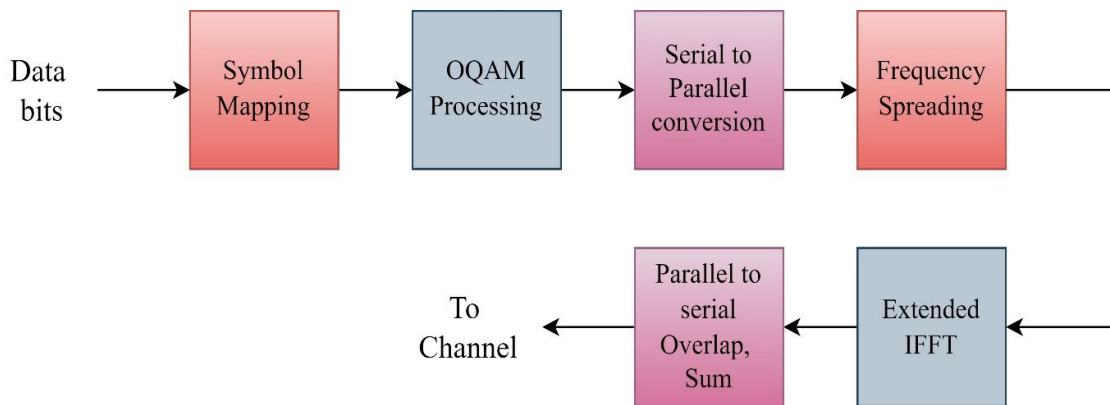 Data
bits
Symbol
Mapping
OQAM
Processing
Serial to
Parallel
conversion
Frequency
Spreading
To
Channel
Parallel to
serial
Overlap,
Sum
Extended
IFFT